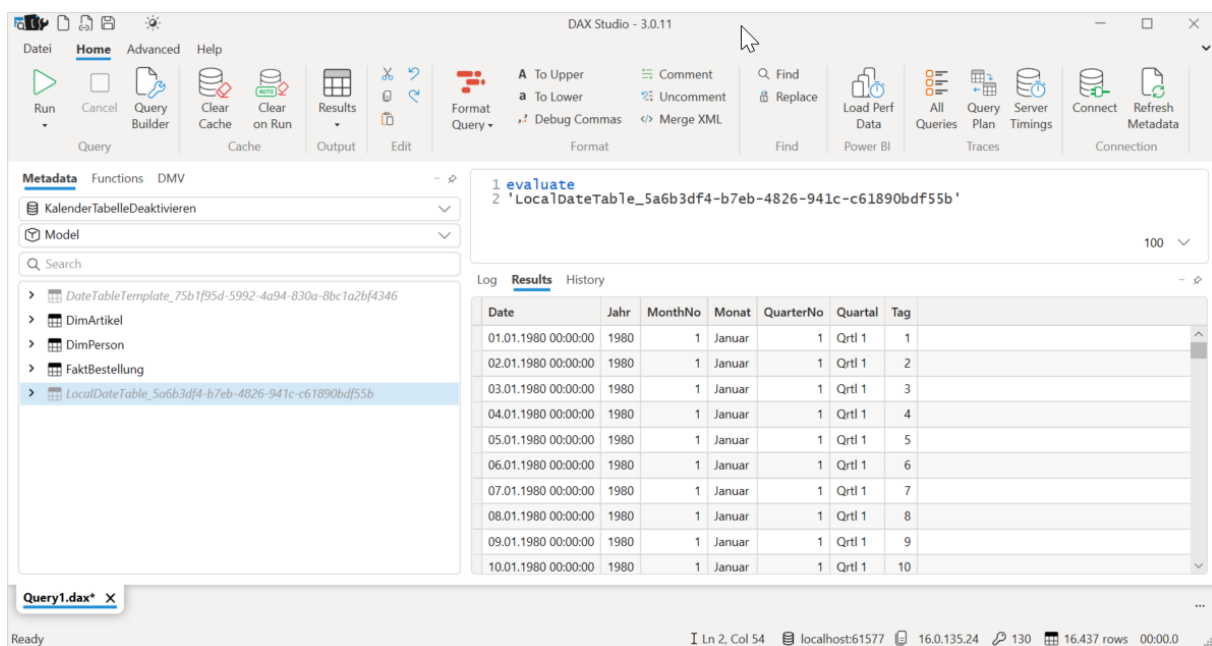 DAX Studio - 3.0.11
Datei Home Advanced Help
Run Cancel Query Builder
Clear Cache Clear on Run
AUTO
Results
Format Query
A To Upper
a To Lower
Debug Commas
Comment
Uncomment
Merge XML
Find
Replace
Load Perf Data
All Queries Query Plan Server Timings
Connect Refresh Metadata
Query Cache Output Edit Format Find Power BI Traces Connection
Metadata Functions DMV
KalenderTabelleDeaktivieren
Model
Search
DateTableTemplate_75b1f95d-5992-4a94-830a-8bc1a2bf4346
DimArtikel
DimPerson
FaktBestellung
LocalDateTable_5a6b3df4-b7eb-4826-941c-c61890bdf55b
1 evaluate
2 'LocalDateTable_5a6b3df4-b7eb-4826-941c-c61890bdf55b'
100
Log Results History
Date Jahr MonthNo Monat QuarterNo Quartal Tag
01.01.1980 00:00:00 1980 1 Januar 1 Qrtl 1 1
02.01.1980 00:00:00 1980 1 Januar 1 Qrtl 1 2
03.01.1980 00:00:00 1980 1 Januar 1 Qrtl 1 3
04.01.1980 00:00:00 1980 1 Januar 1 Qrtl 1 4
05.01.1980 00:00:00 1980 1 Januar 1 Qrtl 1 5
06.01.1980 00:00:00 1980 1 Januar 1 Qrtl 1 6
07.01.1980 00:00:00 1980 1 Januar 1 Qrtl 1 7
08.01.1980 00:00:00 1980 1 Januar 1 Qrtl 1 8
09.01.1980 00:00:00 1980 1 Januar 1 Qrtl 1 9
10.01.1980 00:00:00 1980 1 Januar 1 Qrtl 1 10
Query1.dax*
Ready
Ln 2, Col 54 localhost:61577 16.0.135.24 130 16.437 rows 00:00.0